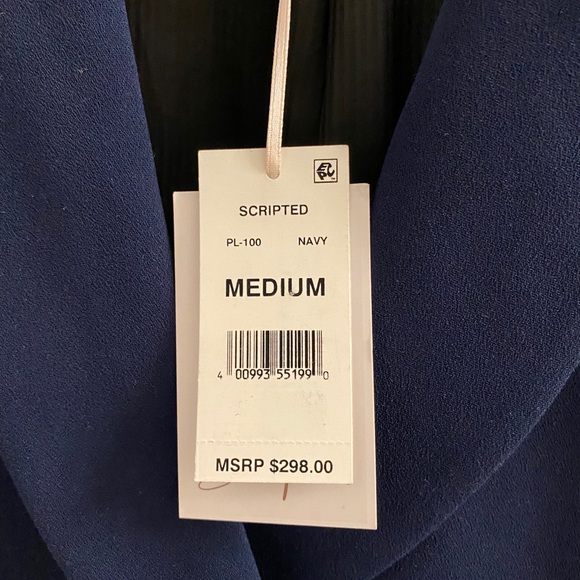 SCRIPTED
PL-100 NAVY
MEDIUM
4 00993 55199 0
MSRP $298.00